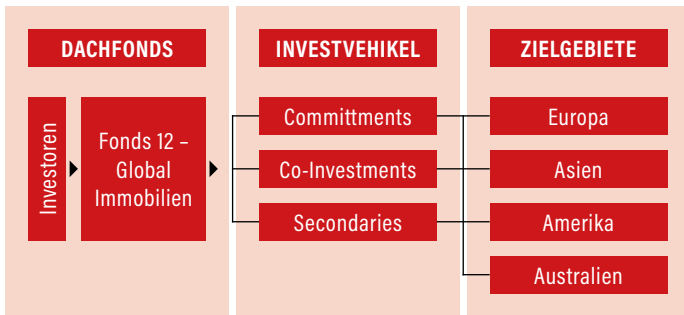 DACHFONDS
Investoren
Fonds 12 –
Global
Immobilien
INVESTVEHIKEL
Committments
Co-Investments
Secondaries
ZIELGEBIETE
Europa
Asien
Amerika
Australien